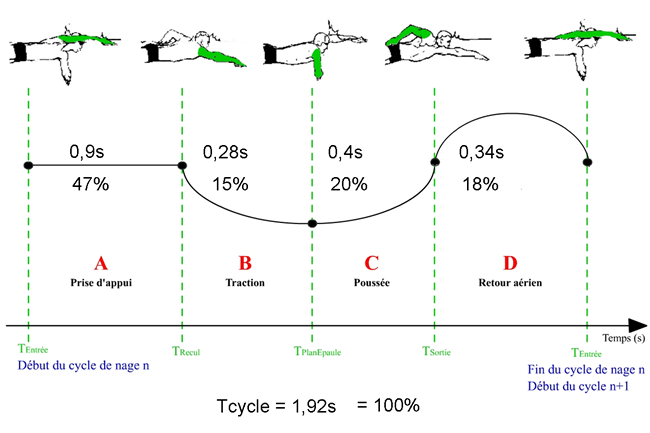 0,9s 0,28s 0,4s 0,34s
47% 15% 20% 18%
A B C D
Prise d'appui Traction Poussée Retour aérien
Temps (s)
TEntrée TRecul TPlanEpaule TSortie TEntrée
Début du cycle de nage n Fin du cycle de nage n
Début du cycle n+1
Tcycle = 1,92s = 100%